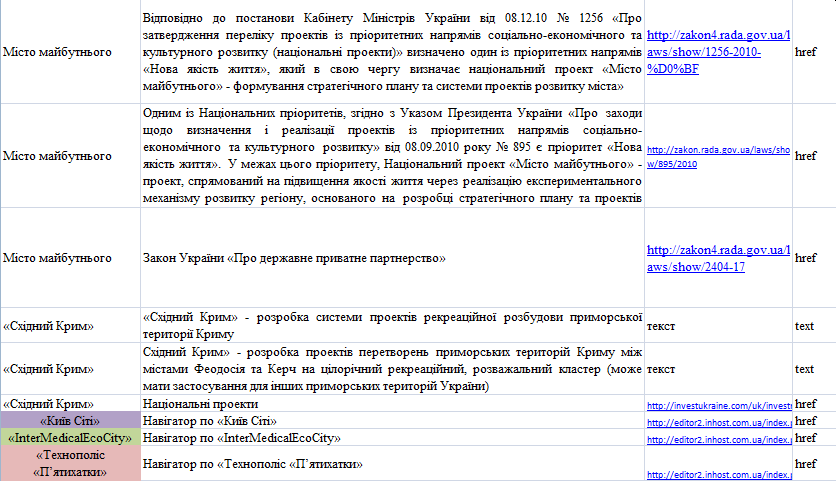 Відповідно до постанови Кабінету Міністрів України від 08.12.10 № 1256 «Про
затвердження переліку проектів із пріоритетних напрямів соціально-економічного та
Місто майбутнього культурного розвитку (національні проекти)» визначено один із пріоритетних напрямів
«Нова якість життя», який в свою чергу визначає національний проект «Місто
майбутнього» - формування стратегічного плану та системи проектів розвитку міста»
http://zakon4.rada.gov.ua/l
aws/show/1256-2010-
%D0%BF
href
Одним із Національних пріоритетів, згідно з Указом Президента України «Про заходи
щодо визначення і реалізації проектів із пріоритетних напрямів соціально-
економічного та культурного розвитку» від 08.09.2010 року № 895 є пріоритет «Нова
Місто майбутнього якість життя». У межах цього пріоритету, Національний проект «Місто майбутнього» -
проект, спрямований на підвищення якості життя через реалізацію експериментального
механізму розвитку регіону, основаного на розробці стратегічного плану та проектів
http://zakon.rada.gov.ua/laws/sho
w/895/2010
href
Місто майбутнього Закон України «Про державне приватне партнерство»
http://zakon4.rada.gov.ua/l
aws/show/2404-17
href
«Східний Крим»
«Східний Крим» - розробка системи проектів рекреаційної розбудови приморської
території Криму
текст text
«Східний Крим»
Східний Крим» - розробка проектів перетворень приморських територій Криму між
містами Феодосія та Керч на цілорічний рекреаційний, розважальний кластер (може
мати застосування для інших приморських територій України)
текст text
«Східний Крим» Національні проекти http://investukraine.com/uk/invest href
«Київ Сіті» Навігатор по «Київ Сіті» http://editor2.inhost.com.ua/index. href
«InterMedicalEcoCity» Навігатор по «InterMedicalEcoCity» http://editor2.inhost.com.ua/index. href
«Технополіс
«П’ятихатки»
Навігатор по «Технополіс «П’ятихатки» http://editor2.inhost.com.ua/index. href